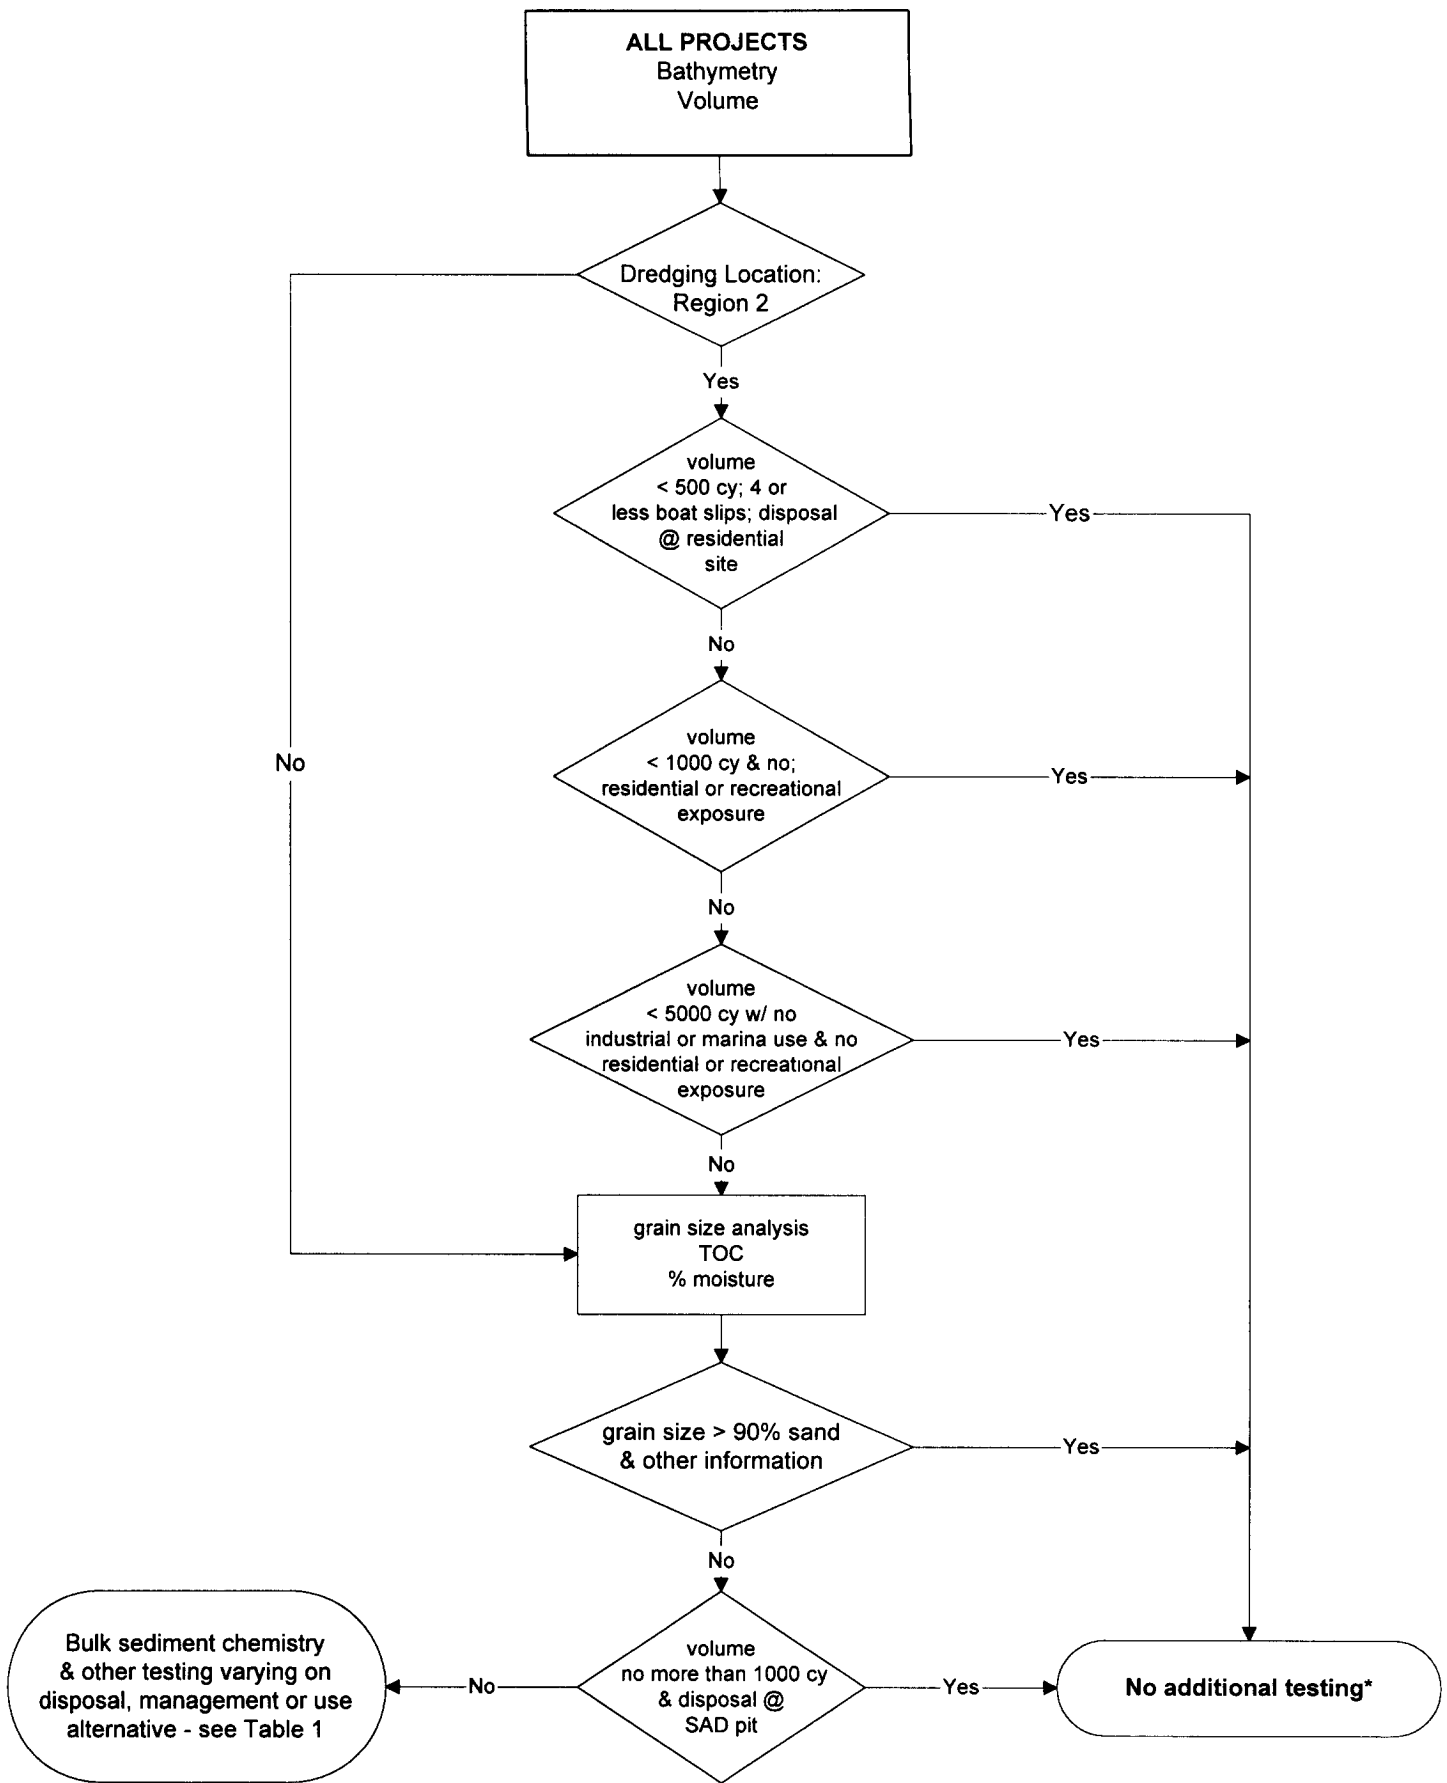 ALL PROJECTS
Bathymetry
Volume
Dredging Location:
Region 2
Yes
volume
< 500 cy; 4 or
less boat slips; disposal
@ residential
site
Yes
No
volume
< 1000 cy & no;
residential or recreational
exposure
Yes
No
No
volume
< 5000 cy w/ no
industrial or marina use & no
residential or recreational
exposure
Yes
No
grain size analysis
TOC
% moisture
grain size > 90% sand
& other information
Yes
No
volume
no more than 1000 cy
& disposal @
SAD pit
No
Yes
Bulk sediment chemistry
& other testing varying on
disposal, management or use
alternative - see Table 1
No additional testing*